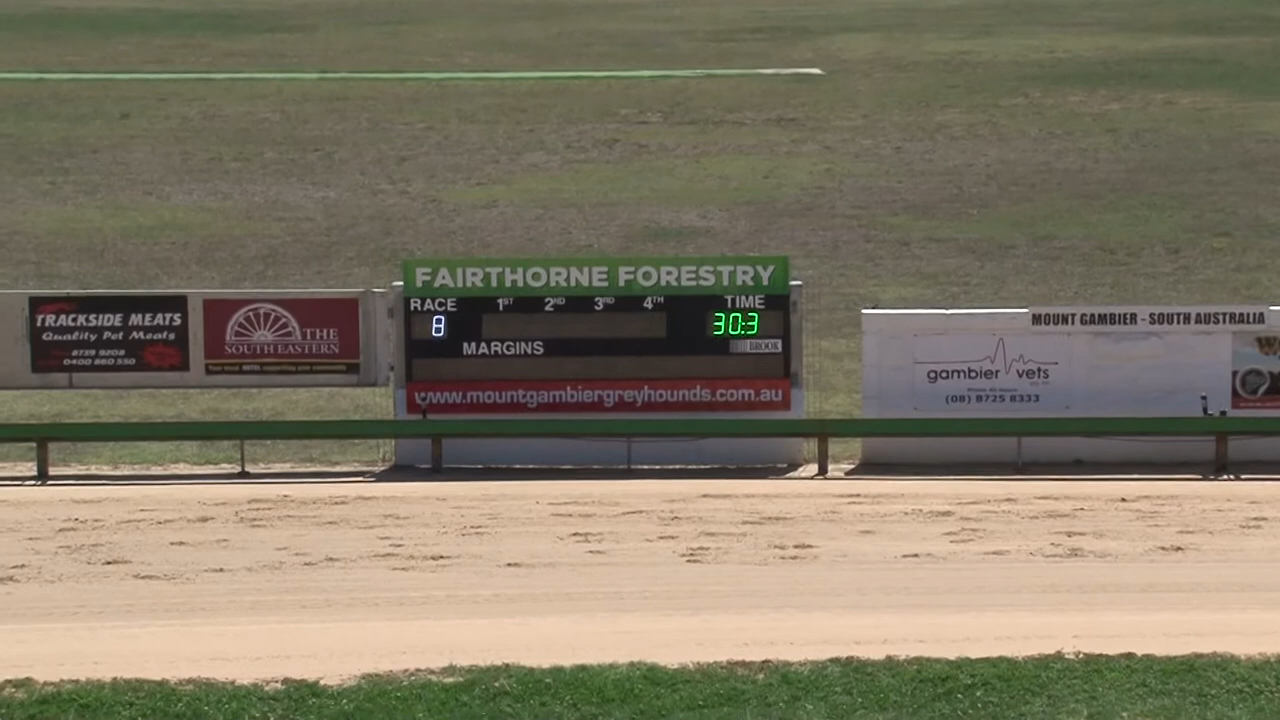 FAIRTHORNE FORESTRY
RACE 1ST 2ND 3RD 4TH TIME
8 30:3
MARGINS
BROOK
www.mountgambiergreyhounds.com.au
TRACKSIDE MEATS
Quality Pet Meats
8739 9208
0400 860 550
THE
SOUTH EASTERN
MOUNT GAMBIER - SOUTH AUSTRALIA
gambier vets
(08) 8725 8333